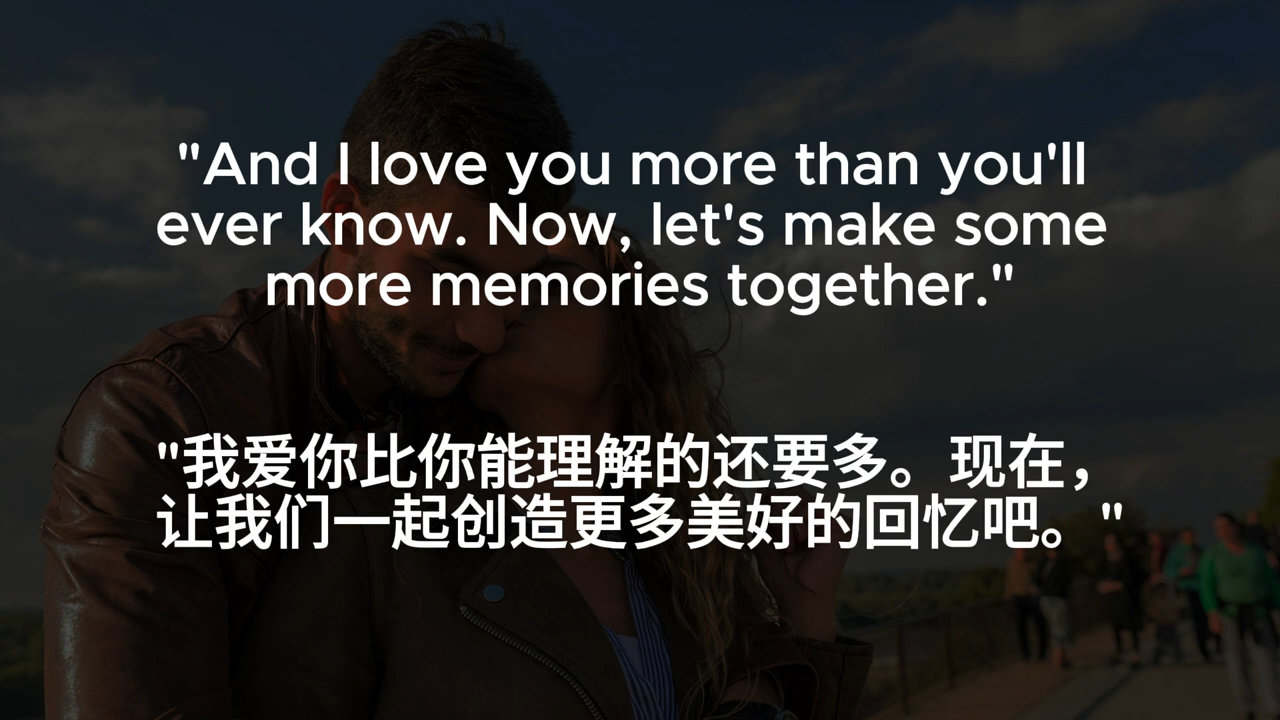 "And I love you more than you'll
ever know. Now, let's make some
more memories together."
"我爱你比你能理解的还要多。现在，
让我们一起创造更多美好的回忆吧。"